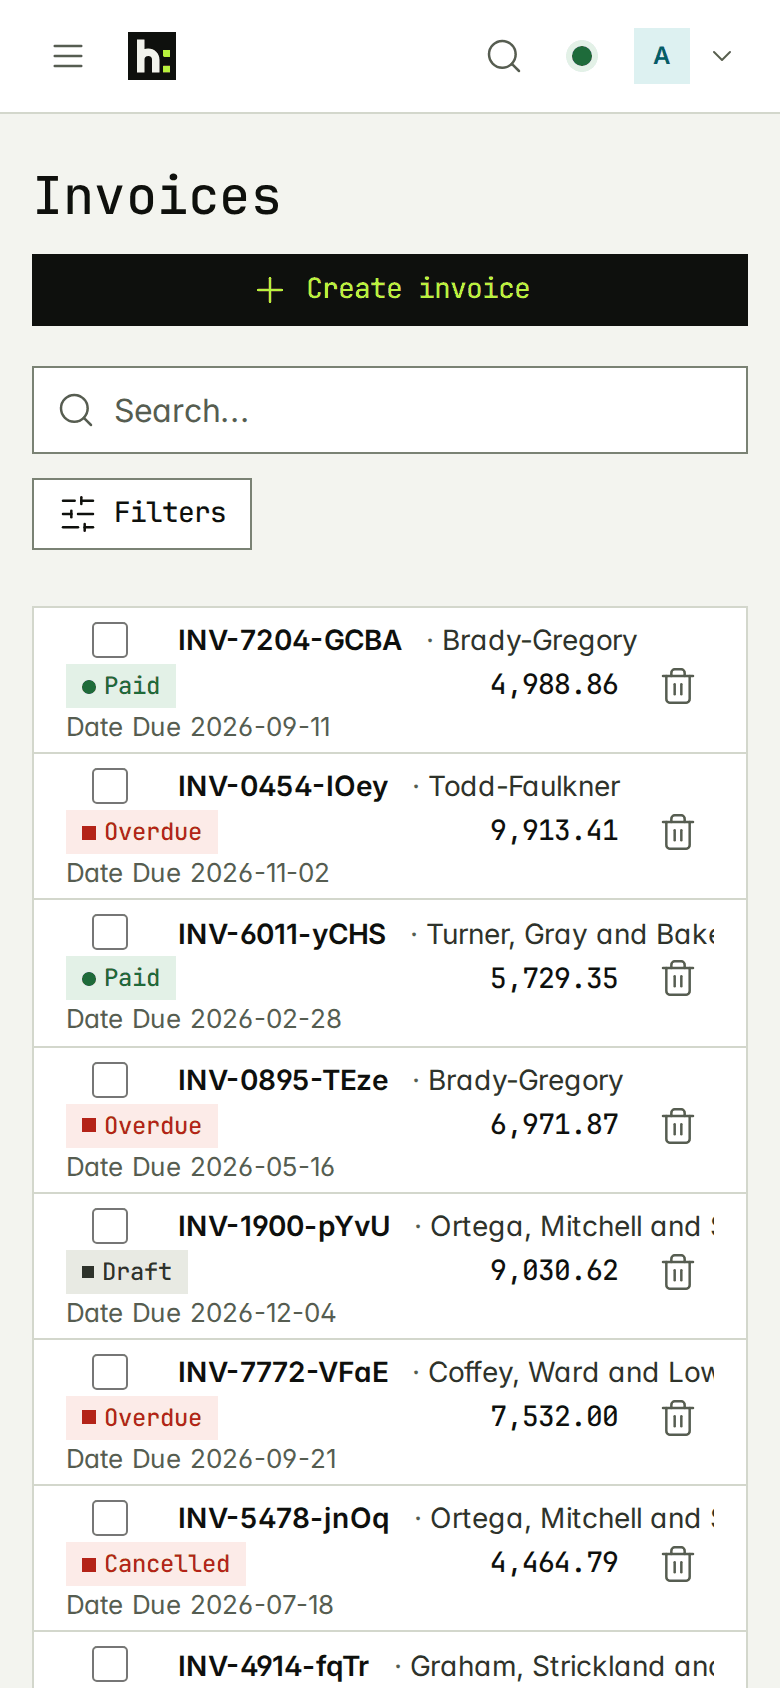 h:
A
Invoices
Create invoice
Search...
Filters
INV-7204-GCBA · Brady-Gregory
Paid 4,988.86
Date Due 2026-09-11
INV-0454-IOey · Todd-Faulkner
Overdue 9,913.41
Date Due 2026-11-02
INV-6011-yCHS · Turner, Gray and Bake
Paid 5,729.35
Date Due 2026-02-28
INV-0895-TEze · Brady-Gregory
Overdue 6,971.87
Date Due 2026-05-16
INV-1900-pYvU · Ortega, Mitchell and
Draft 9,030.62
Date Due 2026-12-04
INV-7772-VFaE · Coffey, Ward and Low
Overdue 7,532.00
Date Due 2026-09-21
INV-5478-jnOq · Ortega, Mitchell and
Cancelled 4,464.79
Date Due 2026-07-18
INV-4914-fqTr · Graham, Strickland and